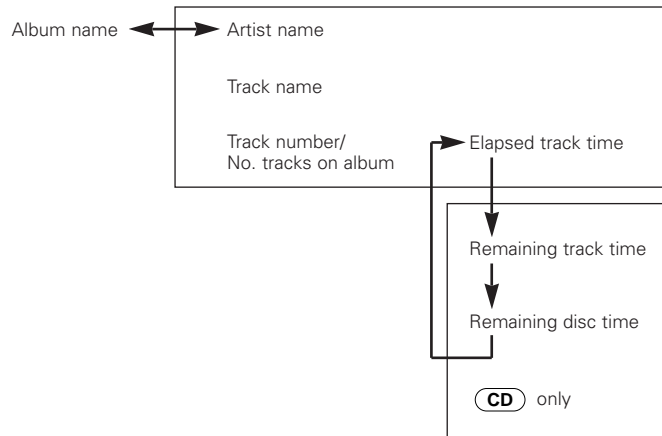 Album name
Artist name
Track name
Track number/
No. tracks on album
Elapsed track time
Remaining track time
Remaining disc time
CD only